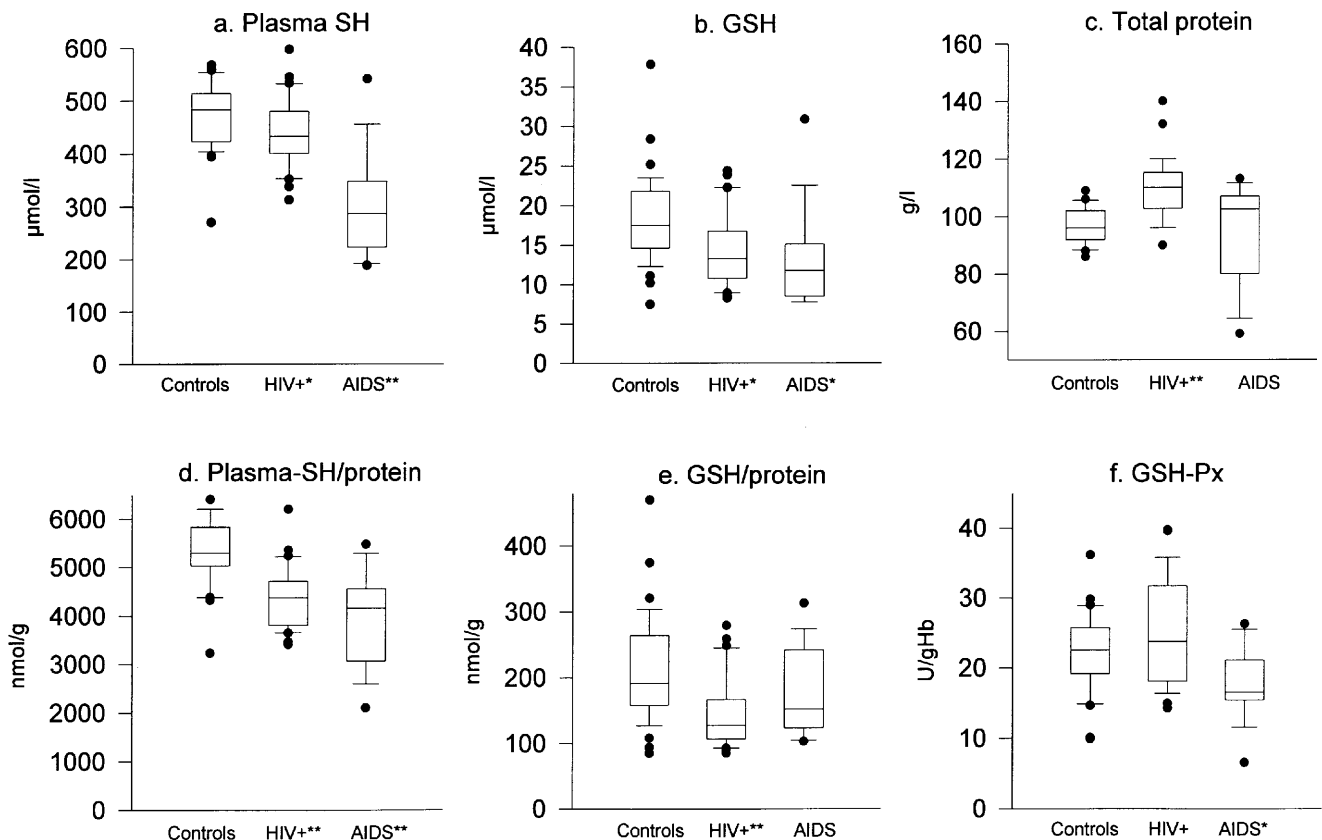 a. Plasma SH
600
500
400
300
200
100
0
µmol/l
Controls HIV+* AIDS**
b. GSH
40
35
30
25
20
15
10
5
0
µmol/l
Controls HIV+* AIDS*
c. Total protein
160
140
120
100
80
60
g/l
Controls HIV+** AIDS
d. Plasma-SH/protein
6000
5000
4000
3000
2000
1000
0
nmol/g
Controls HIV+** AIDS**
e. GSH/protein
400
300
200
100
0
nmol/g
Controls HIV+** AIDS
f. GSH-Px
40
30
20
10
0
U/gHb
Controls HIV+ AIDS*